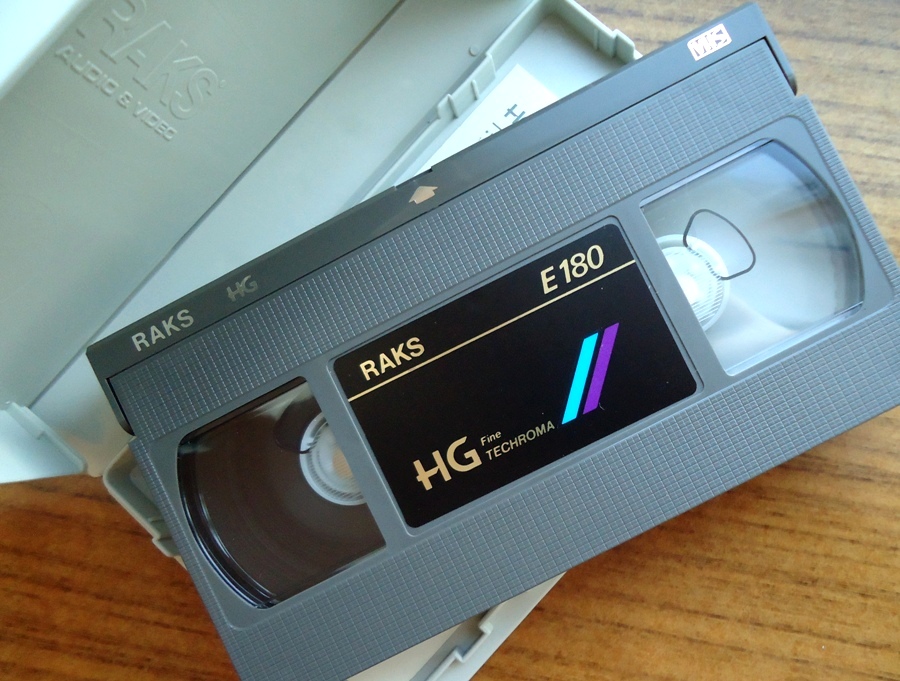 RAKS
AUDIO & VIDEO
VHS
RAKS HG
E180
RAKS
HG Fine
TECHROMA